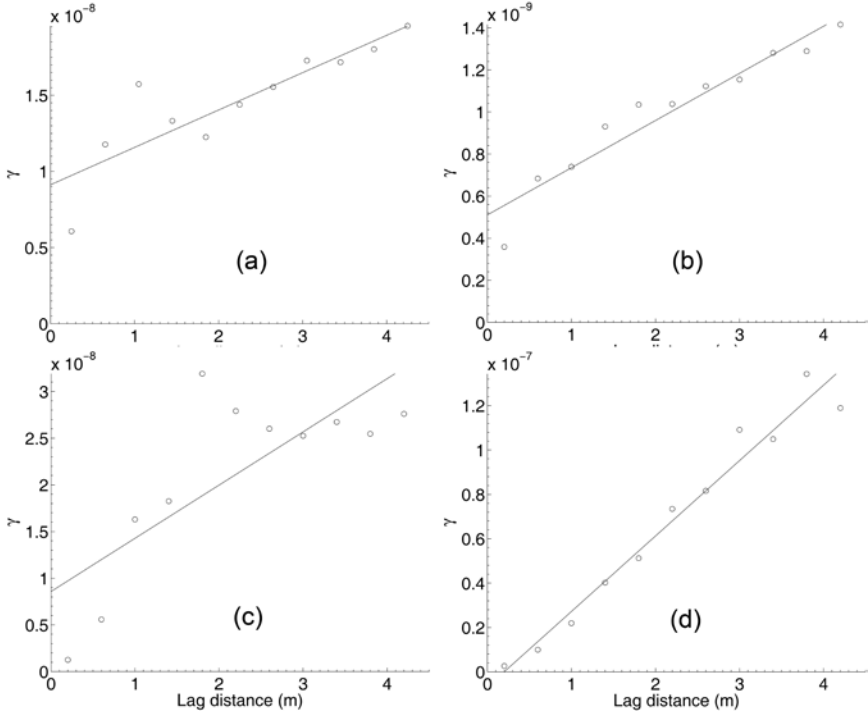 x 10⁻⁸
1.5
1
0.5
0
γ
(a)
0 1 2 3 4
x 10⁻⁹
1.4
1.2
1
0.8
0.6
0.4
0.2
0
γ
(b)
0 1 2 3 4
x 10⁻⁸
3
2.5
2
1.5
1
0.5
0
γ
(c)
0 1 2 3 4
Lag distance (m)
x 10⁻⁷
1.2
1
0.8
0.6
0.4
0.2
0
γ
(d)
0 1 2 3 4
Lag distance (m)